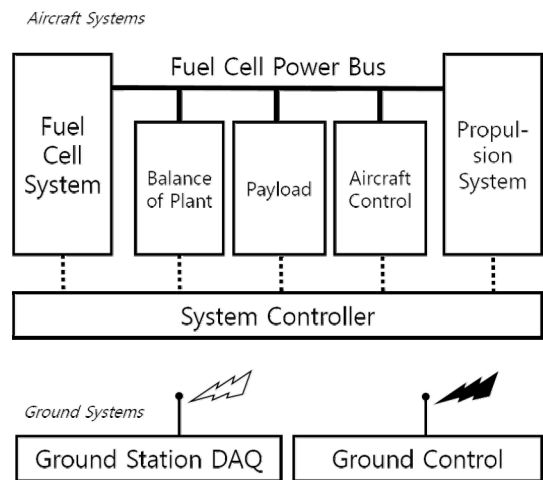 Aircraft Systems
Fuel Cell Power Bus
Fuel
Cell
System
Balance
of Plant
Payload
Aircraft
Control
Propul-
sion
System
System Controller
Ground Systems
Ground Station DAQ
Ground Control